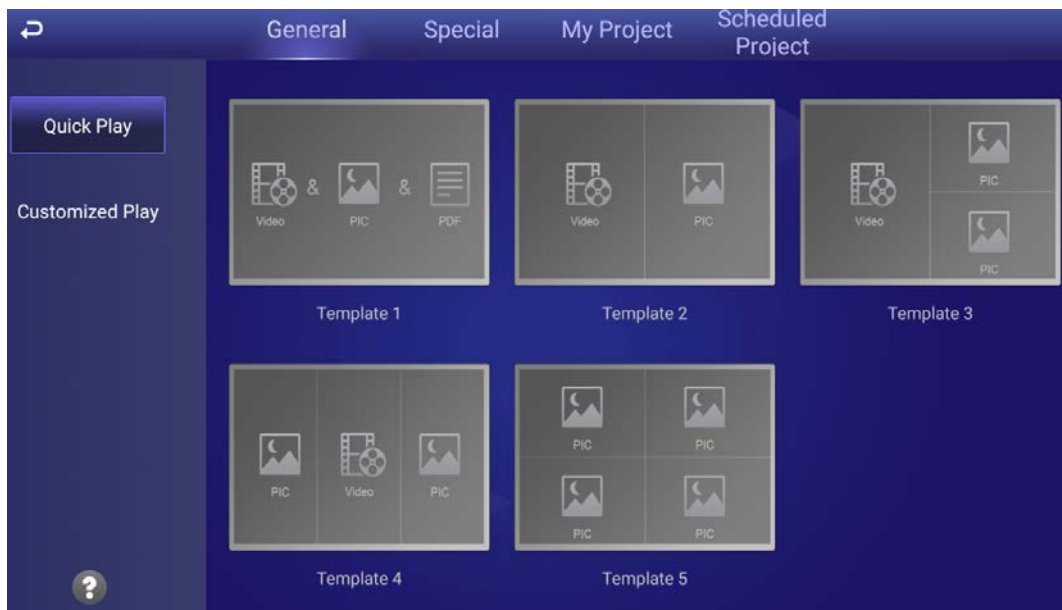 General
Special
My Project
Scheduled
Project
Quick Play
Customized Play
Video
&
PIC
&
PDF
Template 1
Video
PIC
Template 2
Video
PIC
PIC
Template 3
PIC
Video
PIC
Template 4
PIC
PIC
PIC
PIC
Template 5
?